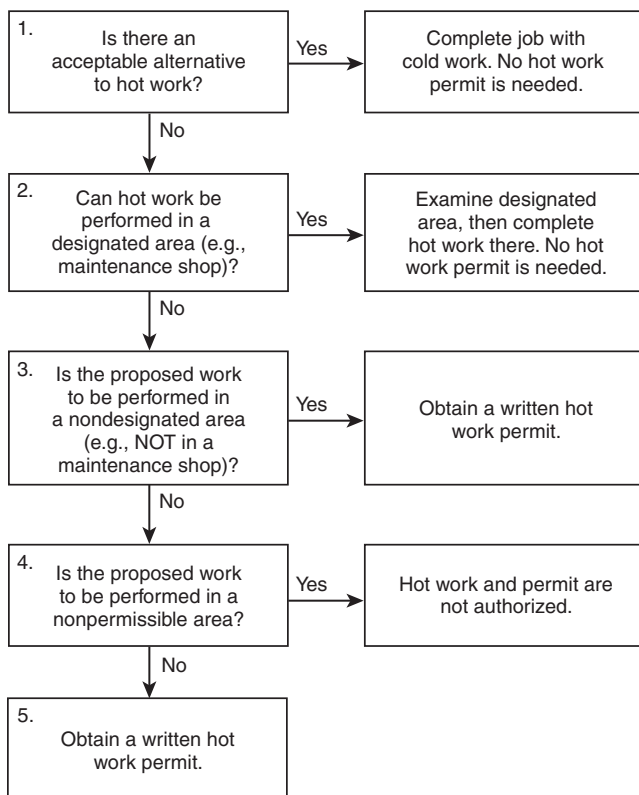 1.
Is there an
acceptable alternative
to hot work?
Yes
Complete job with
cold work. No hot work
permit is needed.
No
2.
Can hot work be
performed in a
designated area (e.g.,
maintenance shop)?
Yes
Examine designated
area, then complete
hot work there. No hot
work permit is needed.
No
3.
Is the proposed work
to be performed in
a nondesignated area
(e.g., NOT in a
maintenance shop)?
Yes
Obtain a written hot
work permit.
No
4.
Is the proposed work
to be performed in a
nonpermissible area?
Yes
Hot work and permit are
not authorized.
No
5.
Obtain a written hot
work permit.